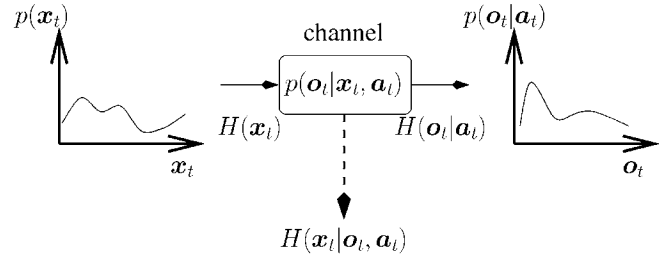 p(x_t)
channel
p(o_t|a_t)
p(o_t|x_t, a_t)
H(x_t)
H(o_t|a_t)
x_t
o_t
H(x_t|o_t, a_t)